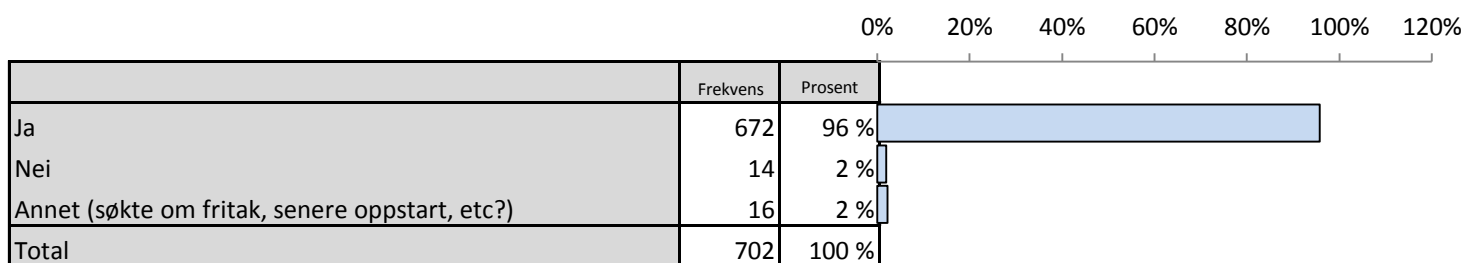 0% 20% 40% 60% 80% 100% 120%
Frekvens Prosent
Ja 672 96 %
Nei 14 2 %
Annet (søkte om fritak, senere oppstart, etc?) 16 2 %
Total 702 100 %